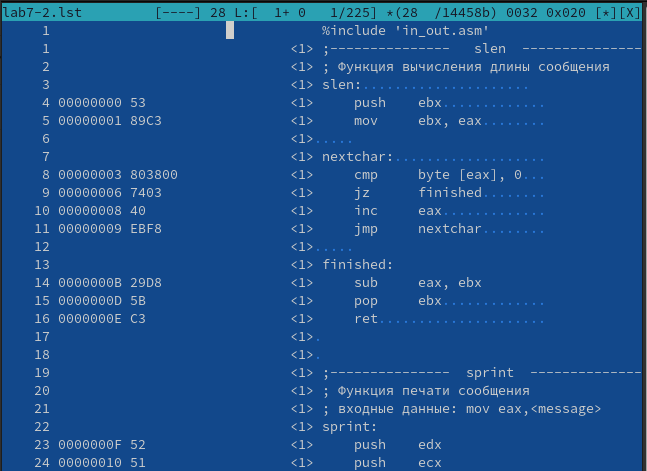 lab7-2.lst [----] 28 L:[ 1+ 0 1/225] *(28 /14458b) 0032 0x020 [*][X]
1 %include 'in_out.asm'
1 <1> ;--------------- slen ---------------
2 <1> ; Функция вычисления длины сообщения
3 <1> slen:.....................
4 00000000 53 <1> push ebx.............
5 00000001 89C3 <1> mov ebx, eax........
6 <1>.....
7 <1> nextchar:...................
8 00000003 803800 <1> cmp byte [eax], 0...
9 00000006 7403 <1> jz finished........
10 00000008 40 <1> inc eax.............
11 00000009 EBF8 <1> jmp nextchar........
12 <1>.....
13 <1> finished:
14 0000000B 29D8 <1> sub eax, ebx
15 0000000D 5B <1> pop ebx.............
16 0000000E C3 <1> ret.....................
17 <1>.
18 <1>.
19 <1> ;--------------- sprint --------------
20 <1> ; Функция печати сообщения
21 <1> ; входные данные: mov eax,<message>
22 <1> sprint:
23 0000000F 52 <1> push edx
24 00000010 51 <1> push ecx